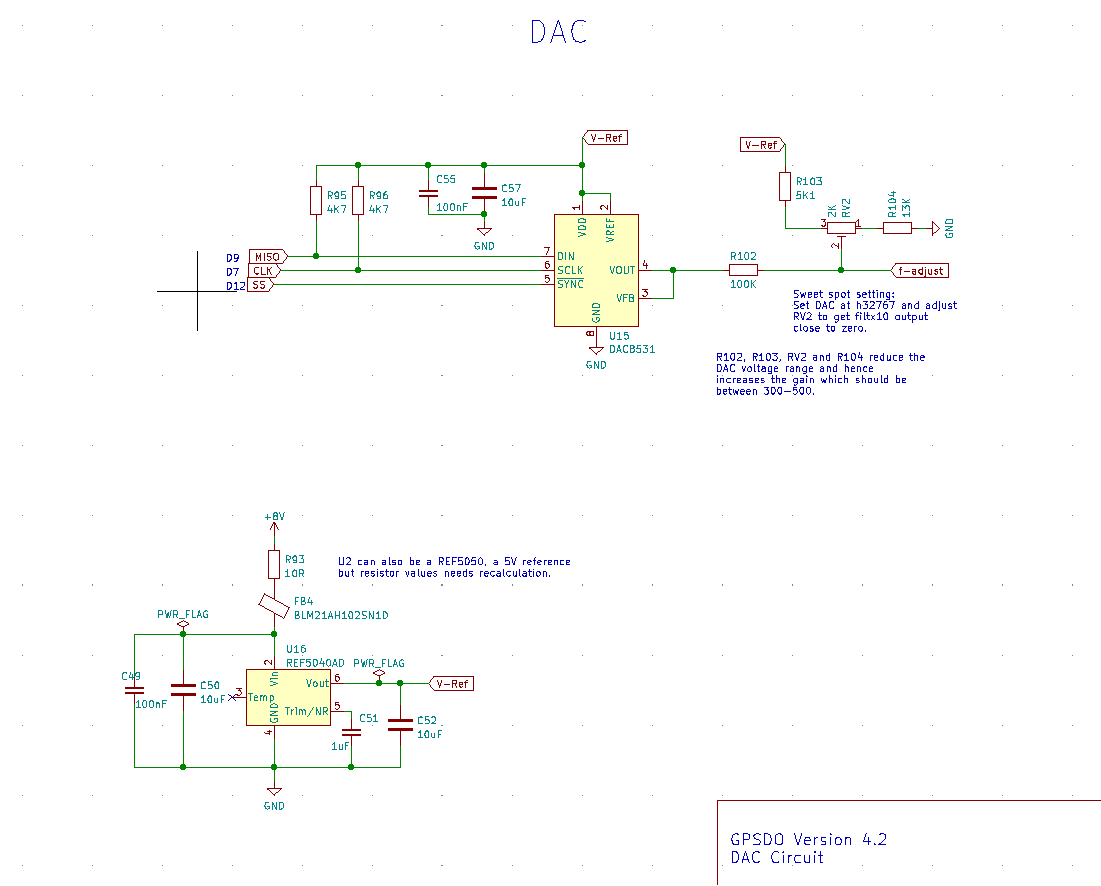 DAC
V-Ref
V-Ref
R95
4K7
R96
4K7
C55
100nF
C57
10uF
GND
R103
5K1
2K
RV2
3
1
2
R104
13K
GND
1
2
VDD
VREF
D9
MISO
7
DIN
D7
CLK
6
SCLK
D12
SS
5
SYNC
VOUT
4
VFB
3
GND
8
U15
DAC8531
GND
R102
100K
f-adjust
Sweet spot setting:
Set DAC at h32767 and adjust
RV2 to get filtx10 output
close to zero.
R102, R103, RV2 and R104 reduce the
DAC voltage range and hence
increases the gain which should be
between 300-500.
+8V
R93
10R
U2 can also be a REF5050, a 5V reference
but resistor values needs recalculation.
FB4
BLM21AH102SN1D
PWR_FLAG
U16
REF5040AD
PWR_FLAG
2
Vin
C49
100nF
C50
10uF
3
Temp
Vout
6
V-Ref
GND
4
Trim/NR
5
C51
1uF
C52
10uF
GND
GPSDO Version 4.2
DAC Circuit